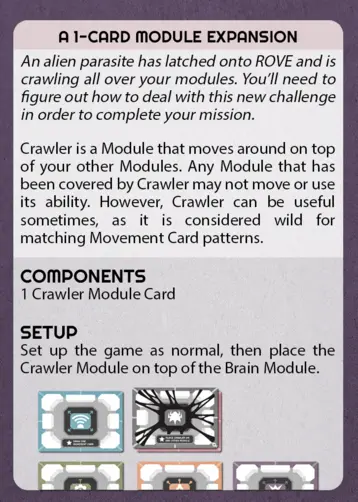 A 1-CARD MODULE EXPANSION
An alien parasite has latched onto ROVE and is
crawling all over your modules. You'll need to
figure out how to deal with this new challenge
in order to complete your mission.
Crawler is a Module that moves around on top
of your other Modules. Any Module that has
been covered by Crawler may not move or use
its ability. However, Crawler can be useful
sometimes, as it is considered wild for
matching Movement Card patterns.
COMPONENTS
1 Crawler Module Card
SETUP
Set up the game as normal, then place the
Crawler Module on top of the Brain Module.